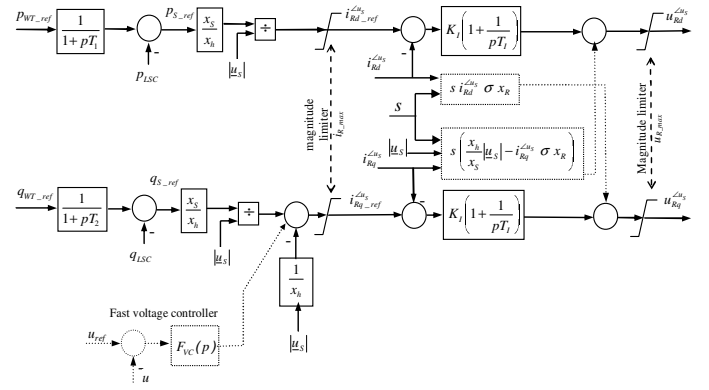 p_WT_ref
1 / (1 + pT_1)
p_S_ref
-
p_LSC
x_S / x_h
|u_S|
÷
i_Rd_ref^∠u_S
-
K_I (1 + 1 / (pT_I))
u_Rd^∠u_S
magnitude limiter i_R_max
i_Rd^∠u_S
s i_Rd^∠u_S σ x_R
s
|u_S|
i_Rq^∠u_S
s ( x_h / x_S |u_S| − i_Rq^∠u_S σ x_R )
Magnitude limiter u_R_max
q_WT_ref
1 / (1 + pT_2)
q_S_ref
-
q_LSC
x_S / x_h
|u_S|
÷
-
i_Rq_ref^∠u_S
-
K_I (1 + 1 / (pT_I))
u_Rq^∠u_S
1 / x_h
|u_S|
Fast voltage controller
u_ref
F_VC(p)
-
u